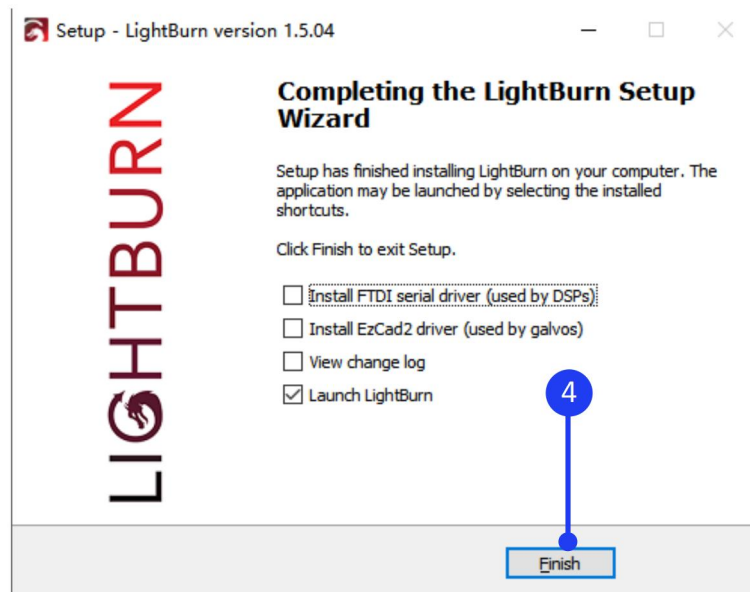 Setup - LightBurn version 1.5.04
LIGHTBURN
Completing the LightBurn Setup
Wizard
Setup has finished installing LightBurn on your computer. The
application may be launched by selecting the installed
shortcuts.
Click Finish to exit Setup.
Install FTDI serial driver (used by DSPs)
Install EzCad2 driver (used by galvos)
View change log
Launch LightBurn
4
Finish